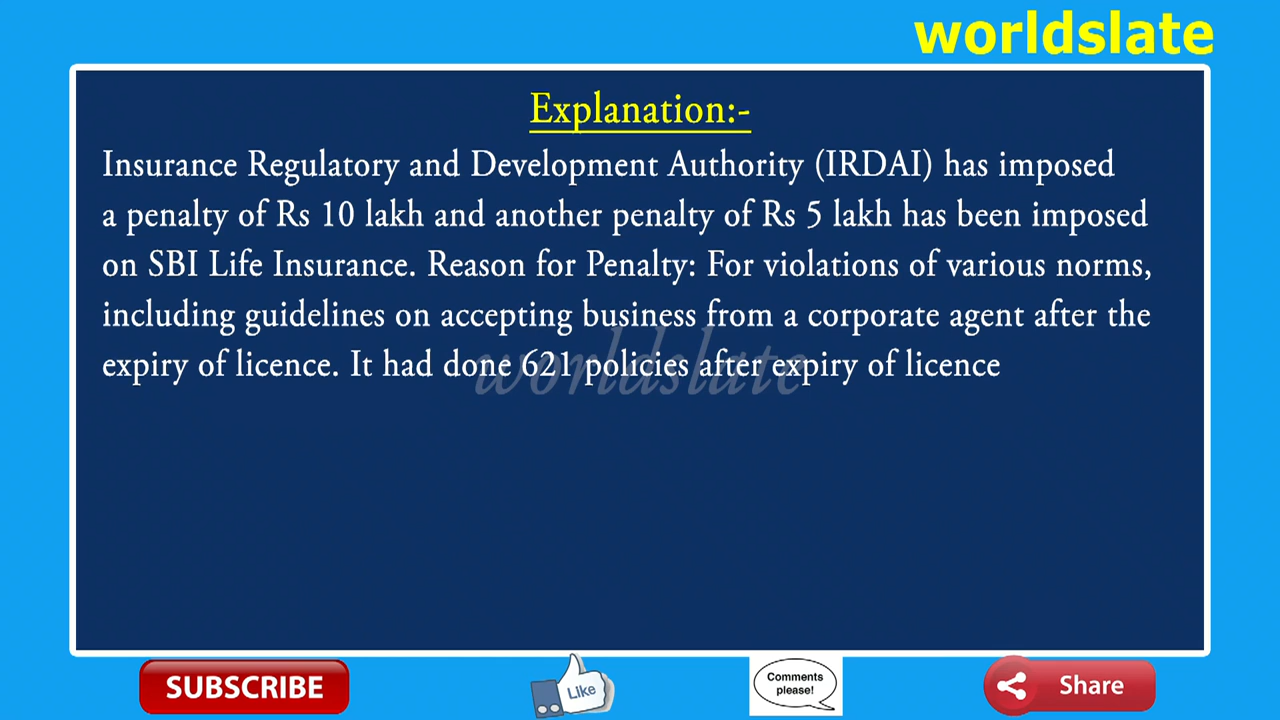 worldslate
Explanation:-
Insurance Regulatory and Development Authority (IRDAI) has imposed
a penalty of Rs 10 lakh and another penalty of Rs 5 lakh has been imposed
on SBI Life Insurance. Reason for Penalty: For violations of various norms,
including guidelines on accepting business from a corporate agent after the
expiry of licence. It had done 621 policies after expiry of licence
worldslate
SUBSCRIBE
Like
Comments
please!
Share